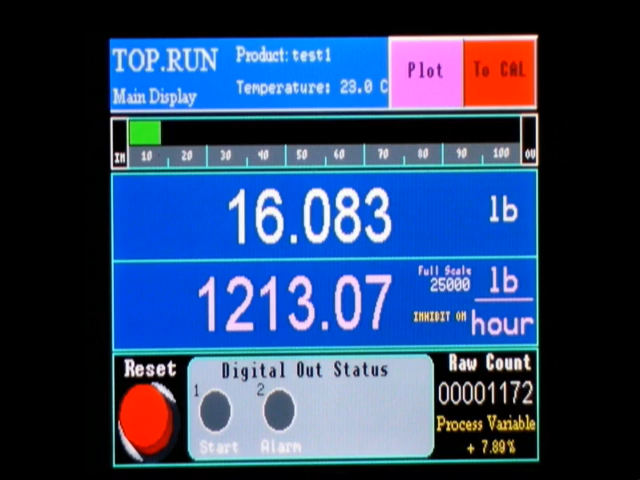 TOP.RUN
Main Display
Product: test1
Temperature: 23.0 C
Plot
To CAL
IN 10 20 30 40 50 60 70 80 90 100 OV
16.083 lb
1213.07
Full Scale
25000
INHIBIT ON
lb
hour
Reset
Digital Out Status
1 2
Start Alarm
Raw Count
00001172
Process Variable
+ 7.89%